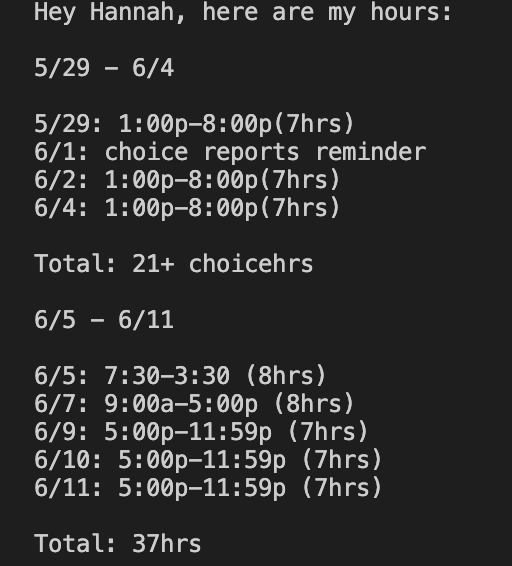 Hey Hannah, here are my hours:
5/29 - 6/4
5/29: 1:00p-8:00p(7hrs)
6/1: choice reports reminder
6/2: 1:00p-8:00p(7hrs)
6/4: 1:00p-8:00p(7hrs)
Total: 21+ choicehrs
6/5 - 6/11
6/5: 7:30-3:30 (8hrs)
6/7: 9:00a-5:00p (8hrs)
6/9: 5:00p-11:59p (7hrs)
6/10: 5:00p-11:59p (7hrs)
6/11: 5:00p-11:59p (7hrs)
Total: 37hrs